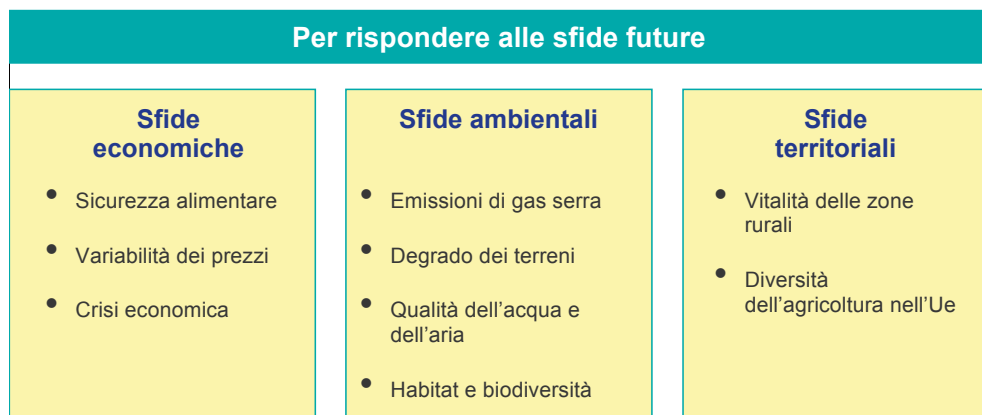 Per rispondere alle sfide future
Sfide
economiche
• Sicurezza alimentare
• Variabilità dei prezzi
• Crisi economica
Sfide ambientali
• Emissioni di gas serra
• Degrado dei terreni
• Qualità dell'acqua e
dell'aria
• Habitat e biodiversità
Sfide
territoriali
• Vitalità delle zone
rurali
• Diversità
dell'agricoltura nell'Ue